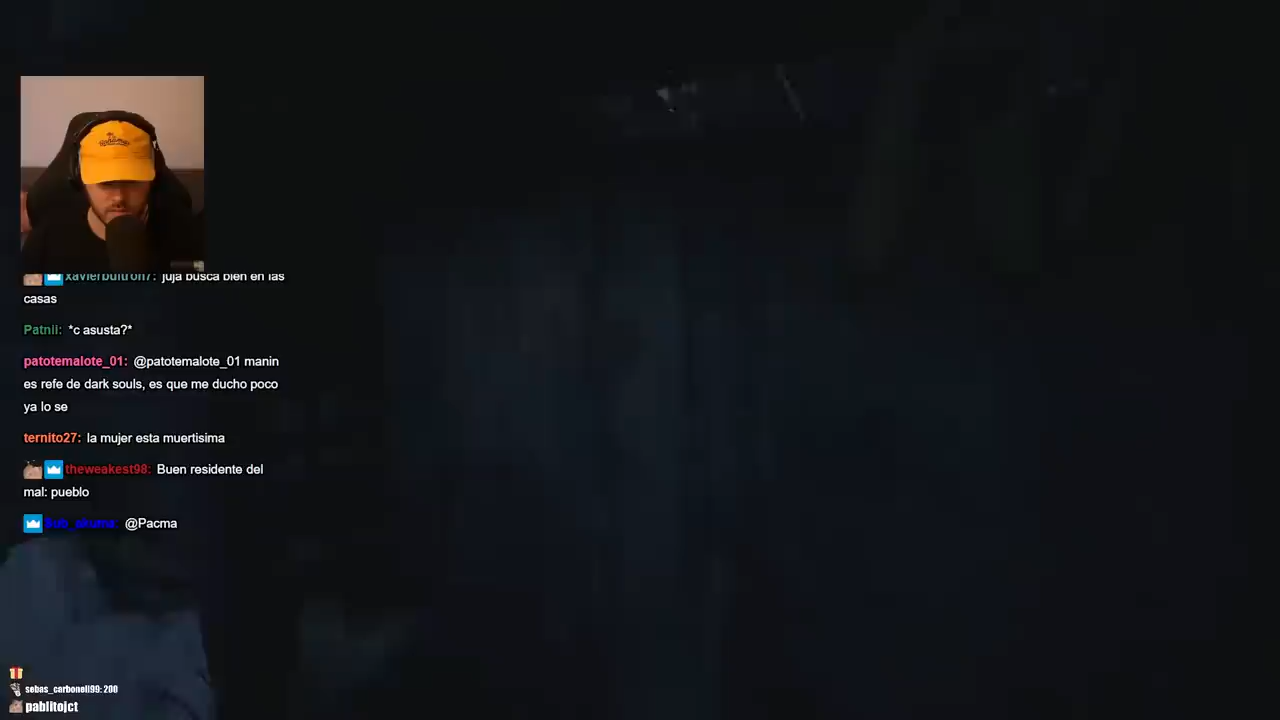 xavierbuitron7: juja busca bien en las
casas
Patnii: *c asusta?*
patotemalote_01: @patotemalote_01 manin
es refe de dark souls, es que me ducho poco
ya lo se
ternito27: la mujer esta muertisima
theweakest98: Buen residente del
mal: pueblo
@Pacma
sebas_carbonell99: 200
pablitojct